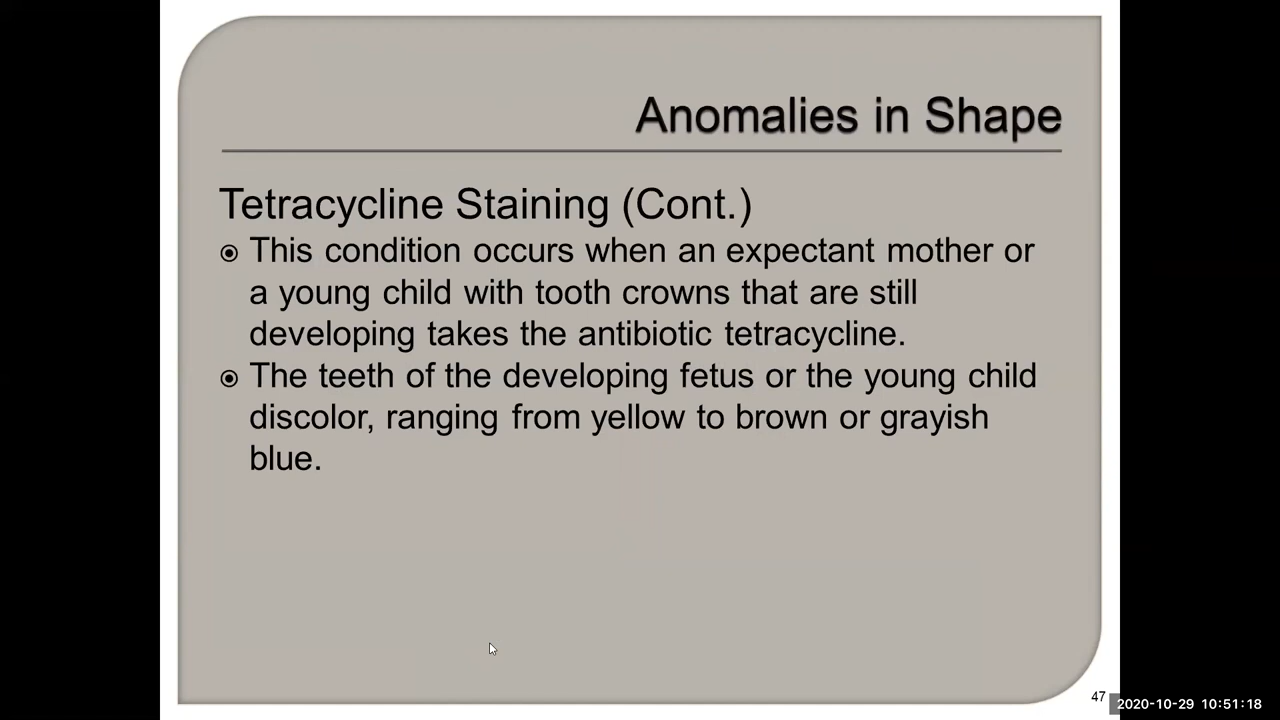 Anomalies in Shape
Tetracycline Staining (Cont.)
This condition occurs when an expectant mother or
a young child with tooth crowns that are still
developing takes the antibiotic tetracycline.
The teeth of the developing fetus or the young child
discolor, ranging from yellow to brown or grayish
blue.
47
2020-10-29 10:51:18